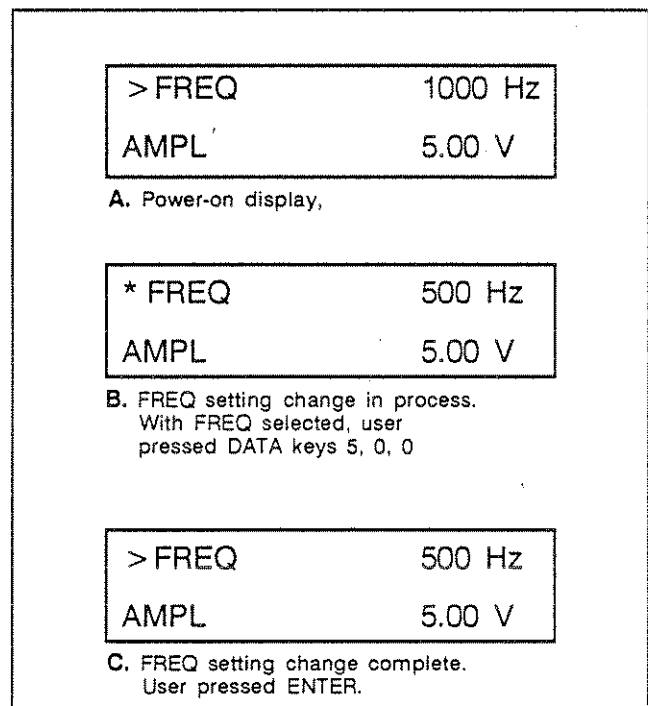 >FREQ 1000 Hz
AMPL 5.00 V
A. Power-on display,
* FREQ 500 Hz
AMPL 5.00 V
B. FREQ setting change in process.
With FREQ selected, user
pressed DATA keys 5, 0, 0
>FREQ 500 Hz
AMPL 5.00 V
C. FREQ setting change complete.
User pressed ENTER.